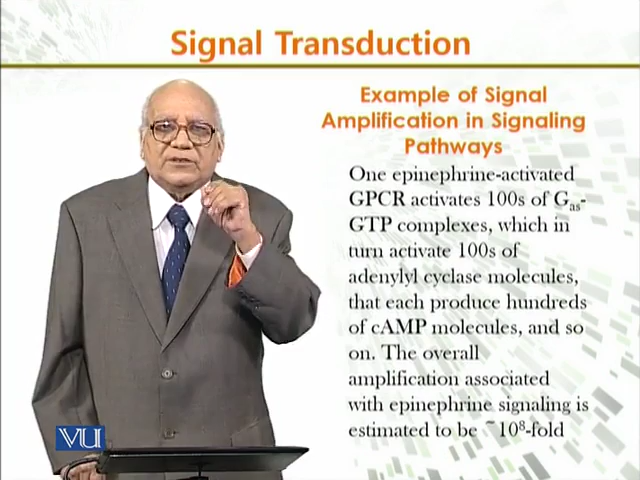 Signal Transduction
Example of Signal
Amplification in Signaling
Pathways
One epinephrine-activated
GPCR activates 100s of Gas-
GTP complexes, which in
turn activate 100s of
adenylyl cyclase molecules,
that each produce hundreds
of cAMP molecules, and so
on. The overall
amplification associated
with epinephrine signaling is
estimated to be ~10⁸-fold
VU